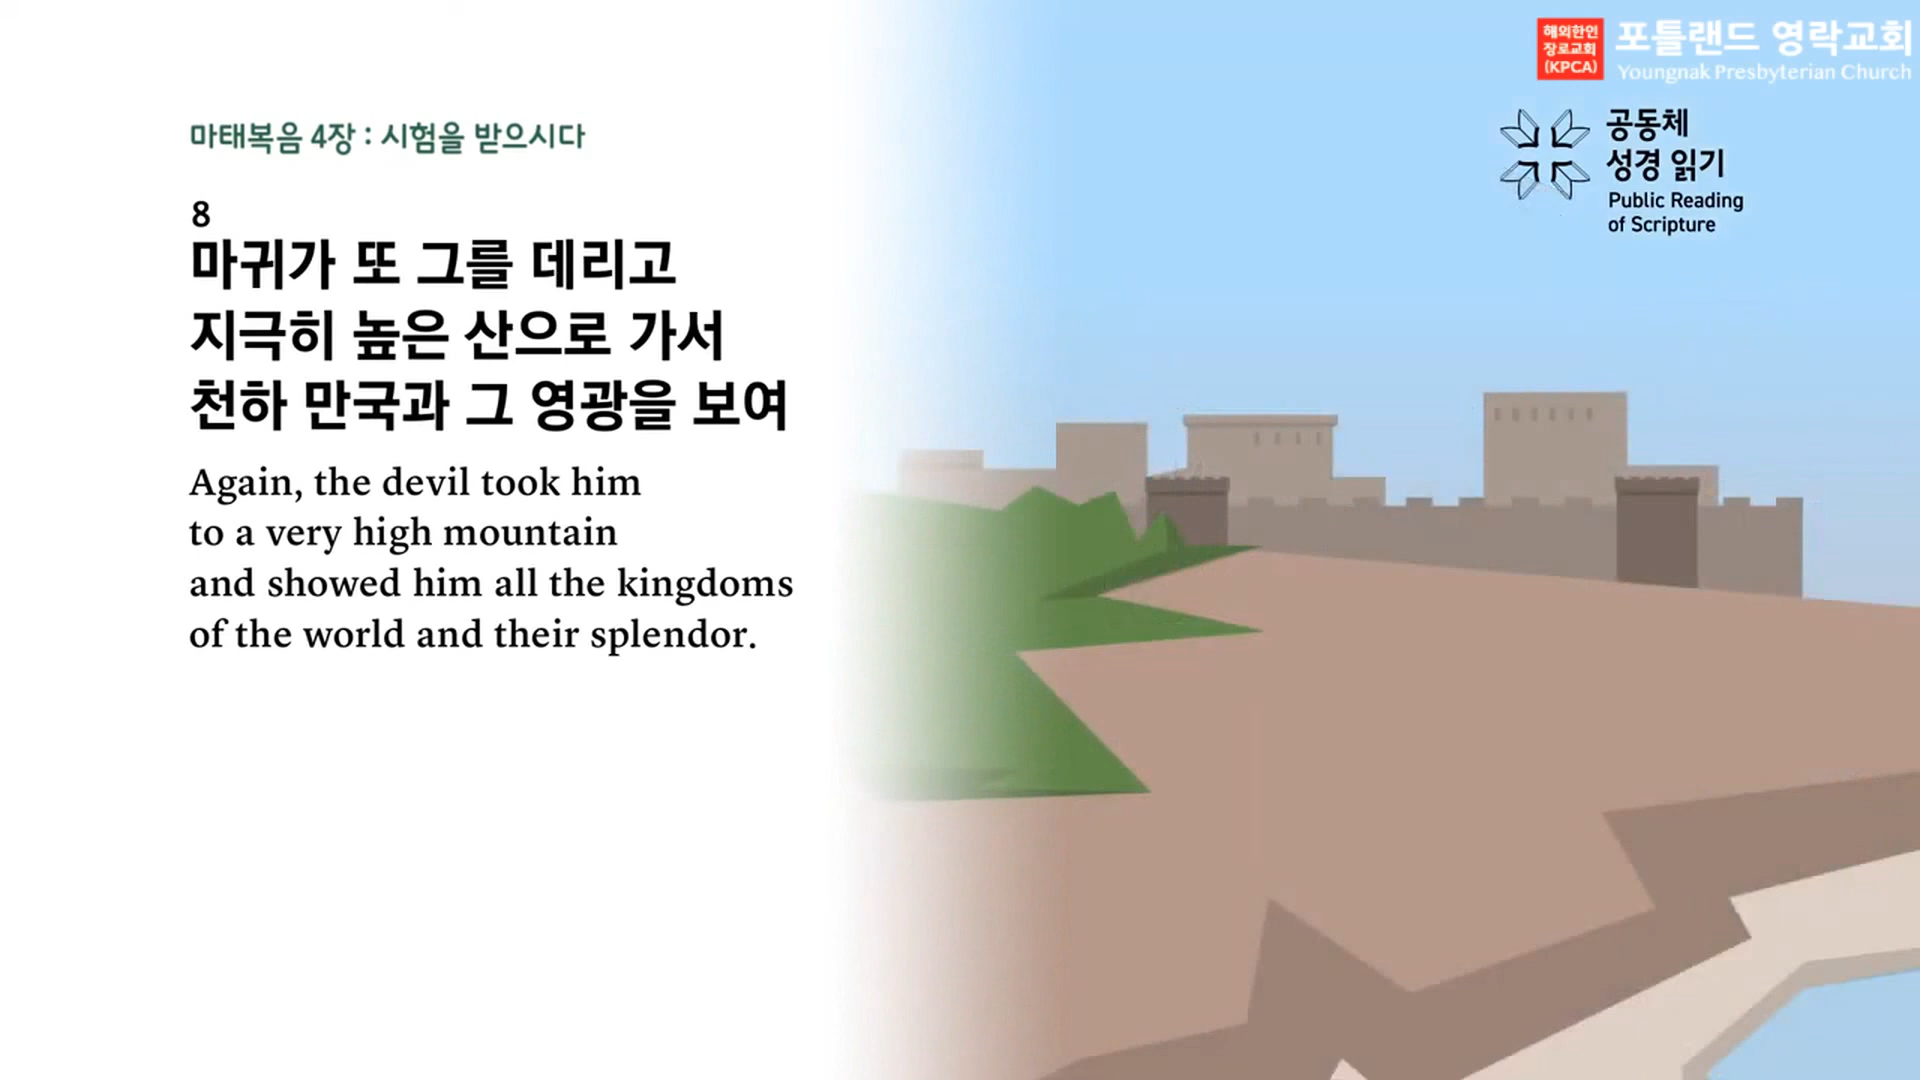 해외한인
장로교회
(KPCA)
포틀랜드 영락교회
Youngnak Presbyterian Church
공동체
성경 읽기
Public Reading
of Scripture
마태복음 4장 : 시험을 받으시다
8
마귀가 또 그를 데리고
지극히 높은 산으로 가서
천하 만국과 그 영광을 보여
Again, the devil took him
to a very high mountain
and showed him all the kingdoms
of the world and their splendor.